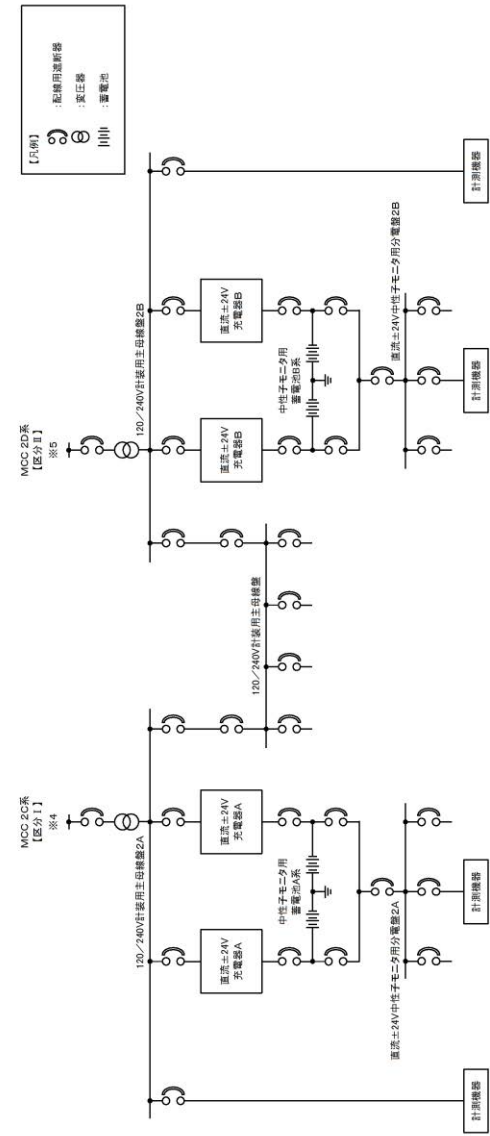 MCC 2C系
【区分Ⅰ】
※4
120／240V計装用主母線盤2A
直流±24V
充電器A
直流±24V
充電器A
中性子モニタ用
蓄電池A系
直流±24V中性子モニタ用分電盤2A
計測機器
計測機器
120／240V計装用主母線盤
MCC 2D系
【区分Ⅱ】
※5
120／240V計装用主母線盤2B
直流±24V
充電器B
直流±24V
充電器B
中性子モニタ用
蓄電池B系
直流±24V中性子モニタ用分電盤2B
計測機器
計測機器
【凡例】
：配線用遮断器
：変圧器
：蓄電池